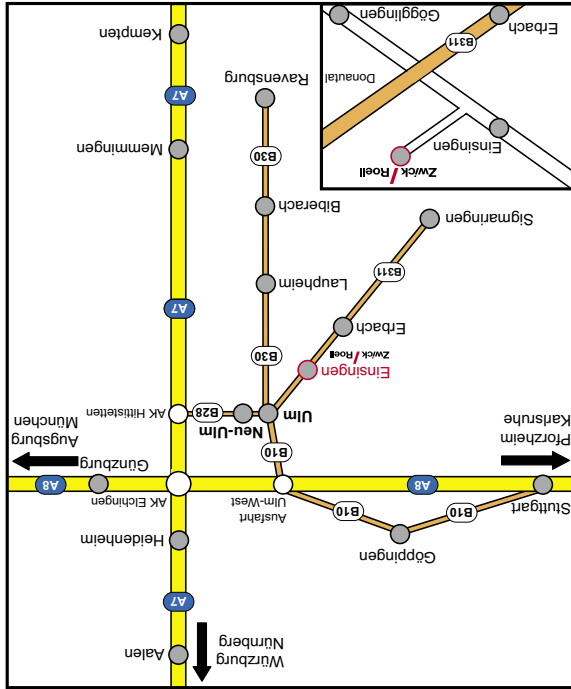 Würzburg
Nürnberg
Aalen
A7
Göppingen
Heidenheim
B10
B10
Stuttgart
A8
Ausfahrt
Ulm-West
AK Elchingen
A8
Pforzheim
Karlsruhe
Günzburg
Augsburg
München
B10
Ulm
Neu-Ulm
B28
AK Hittistetten
Einsingen
Zwick / Roell
B30
Erbach
A7
B311
Laupheim
Sigmaringen
Biberach
B30
Memmingen
A7
Ravensburg
Kempten
Zwick / Roell
Einsingen
Donautal
B311
Erbach
Gögglingen